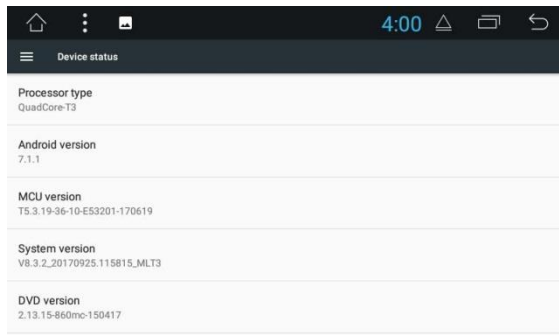 4:00
Device status
Processor type
QuadCore-T3
Android version
7.1.1
MCU version
T5.3.19-36-10-E53201-170619
System version
V8.3.2_20170925.115815_MLT3
DVD version
2.13.15-860mc-150417